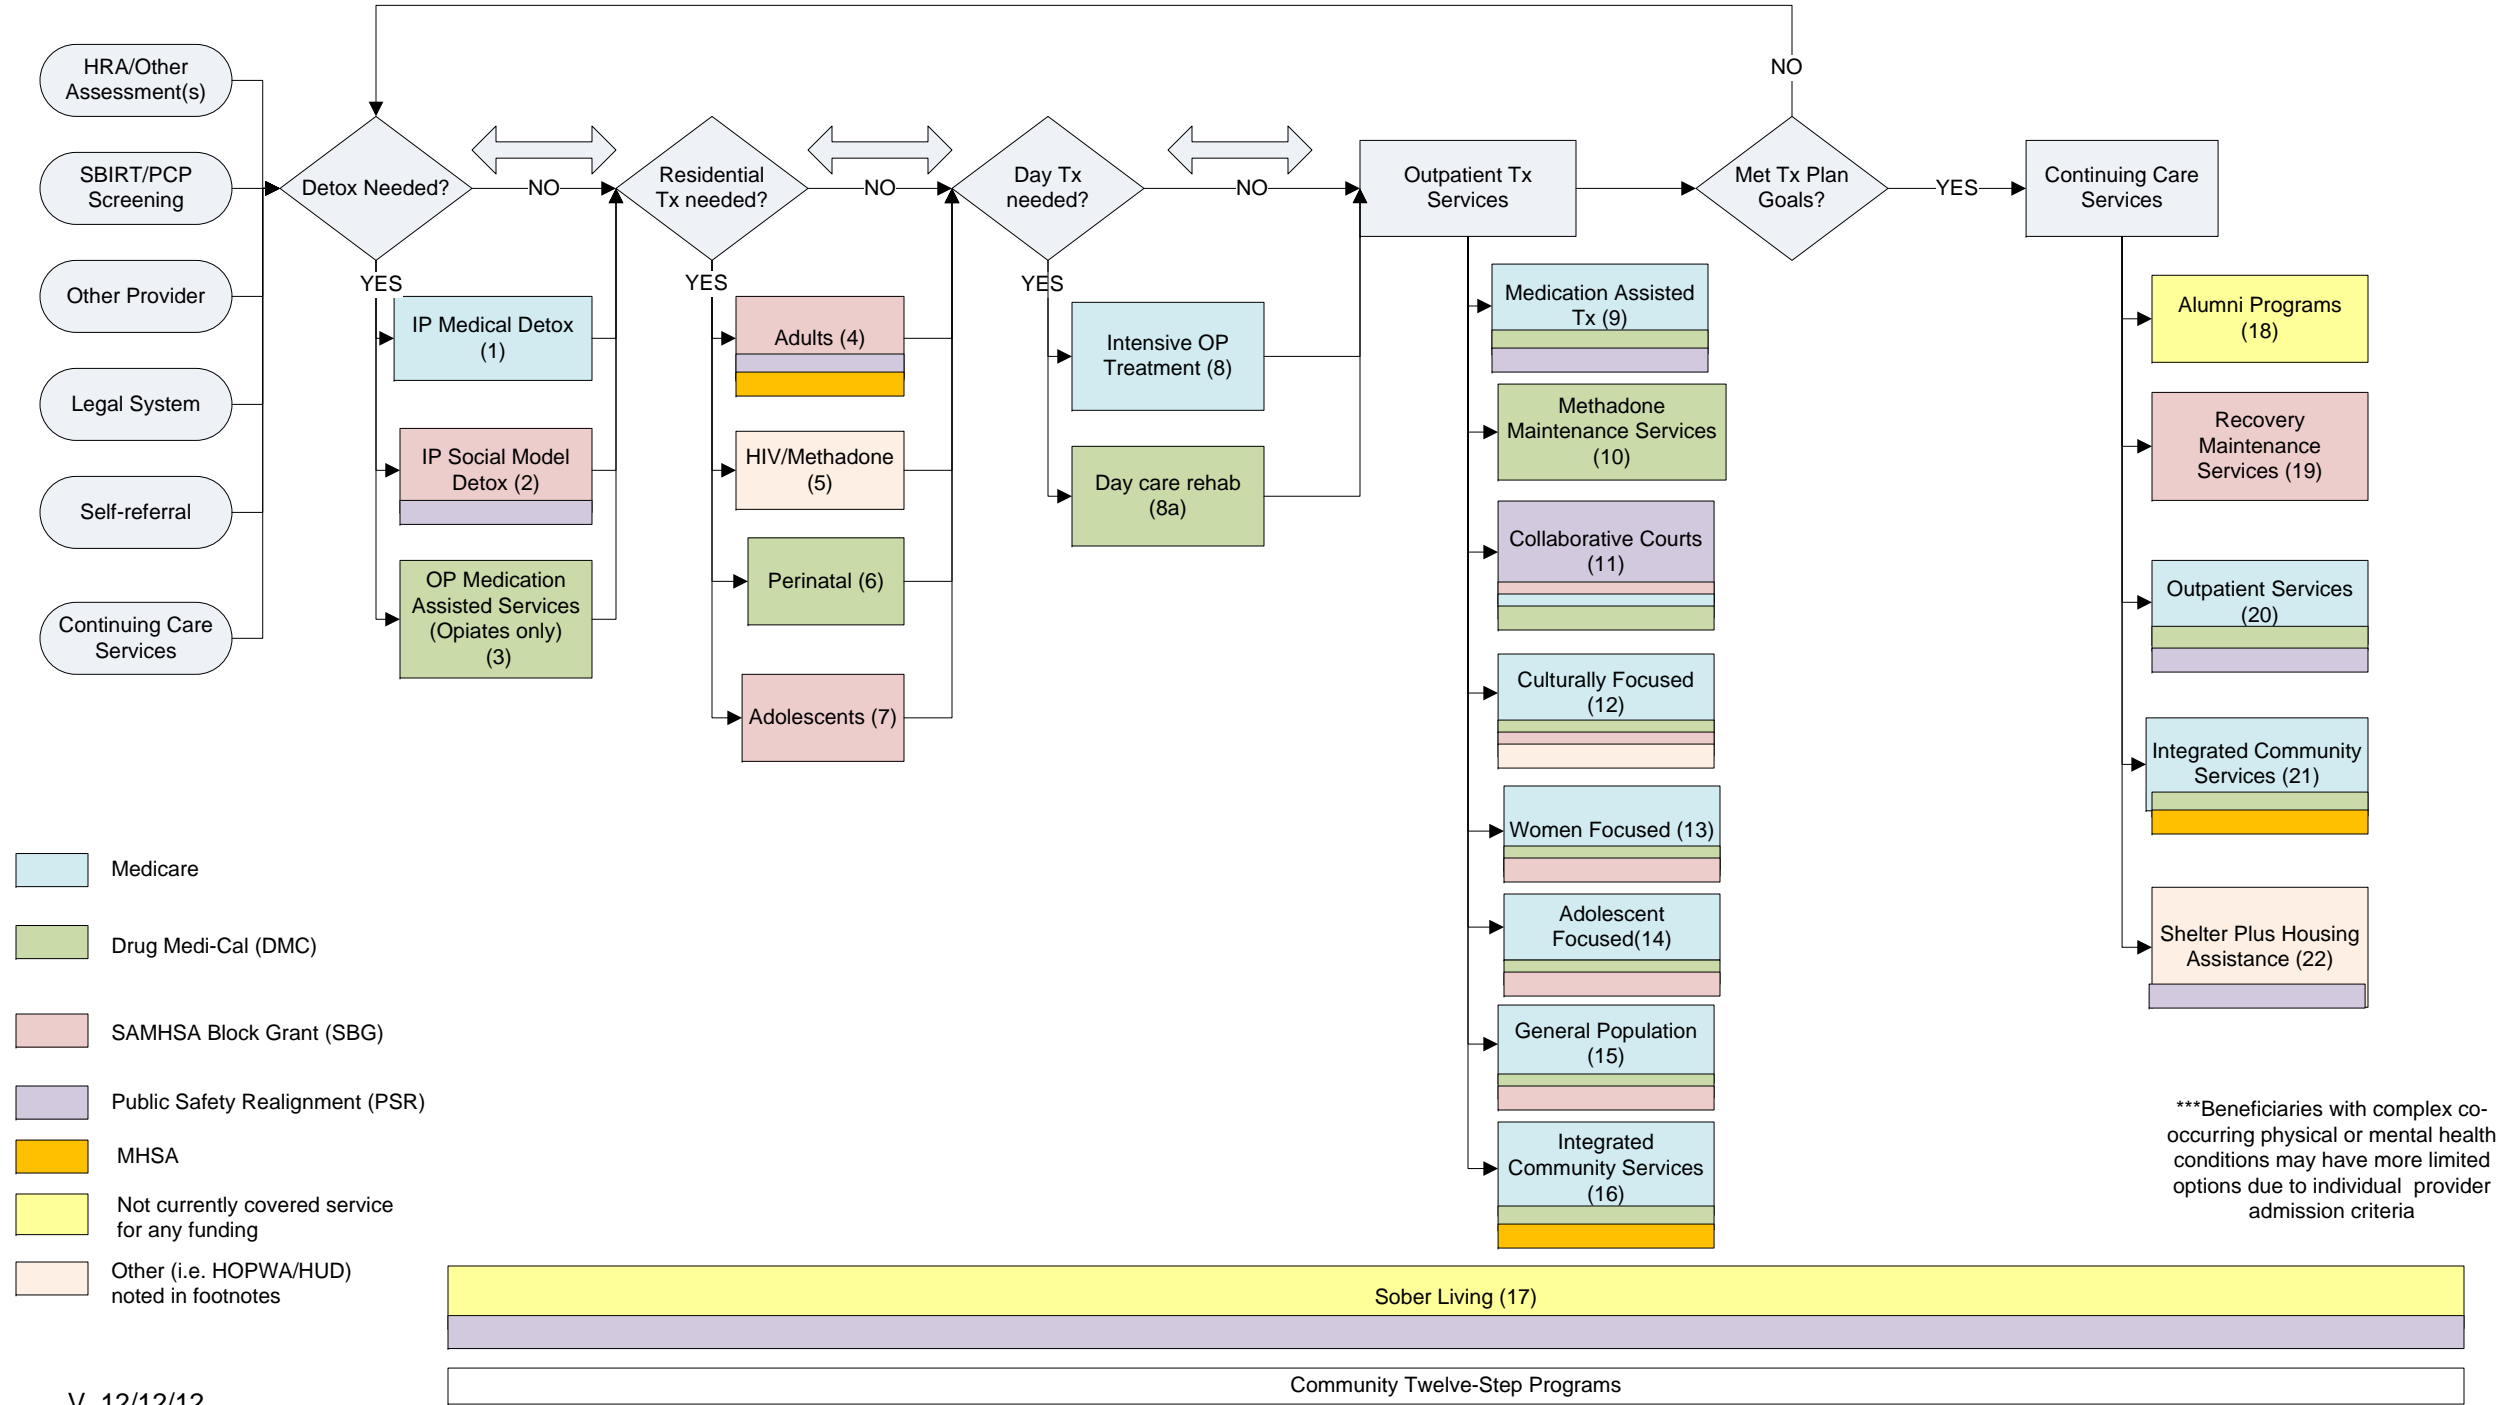 NO
HRA/Other
Assessment(s)
SBIRT/PCP
Screening
Other Provider
Legal System
Self-referral
Continuing Care
Services
Detox Needed?
NO
YES
IP Medical Detox
(1)
IP Social Model
Detox (2)
OP Medication
Assisted Services
(Opiates only)
(3)
Residential
Tx needed?
NO
YES
Adults (4)
HIV/Methadone
(5)
Perinatal (6)
Adolescents (7)
Day Tx
needed?
NO
YES
Intensive OP
Treatment (8)
Day care rehab
(8a)
Outpatient Tx
Services
Medication Assisted
Tx (9)
Methadone
Maintenance Services
(10)
Collaborative Courts
(11)
Culturally Focused
(12)
Women Focused (13)
Adolescent
Focused(14)
General Population
(15)
Integrated
Community Services
(16)
Met Tx Plan
Goals?
YES
Continuing Care
Services
Alumni Programs
(18)
Recovery
Maintenance
Services (19)
Outpatient Services
(20)
Integrated Community
Services (21)
Shelter Plus Housing
Assistance (22)
Medicare
Drug Medi-Cal (DMC)
SAMHSA Block Grant (SBG)
Public Safety Realignment (PSR)
MHSA
Not currently covered service
for any funding
Other (i.e. HOPWA/HUD)
noted in footnotes
***Beneficiaries with complex co-
occurring physical or mental health
conditions may have more limited
options due to individual provider
admission criteria
Sober Living (17)
Community Twelve-Step Programs
V. 12/12/12